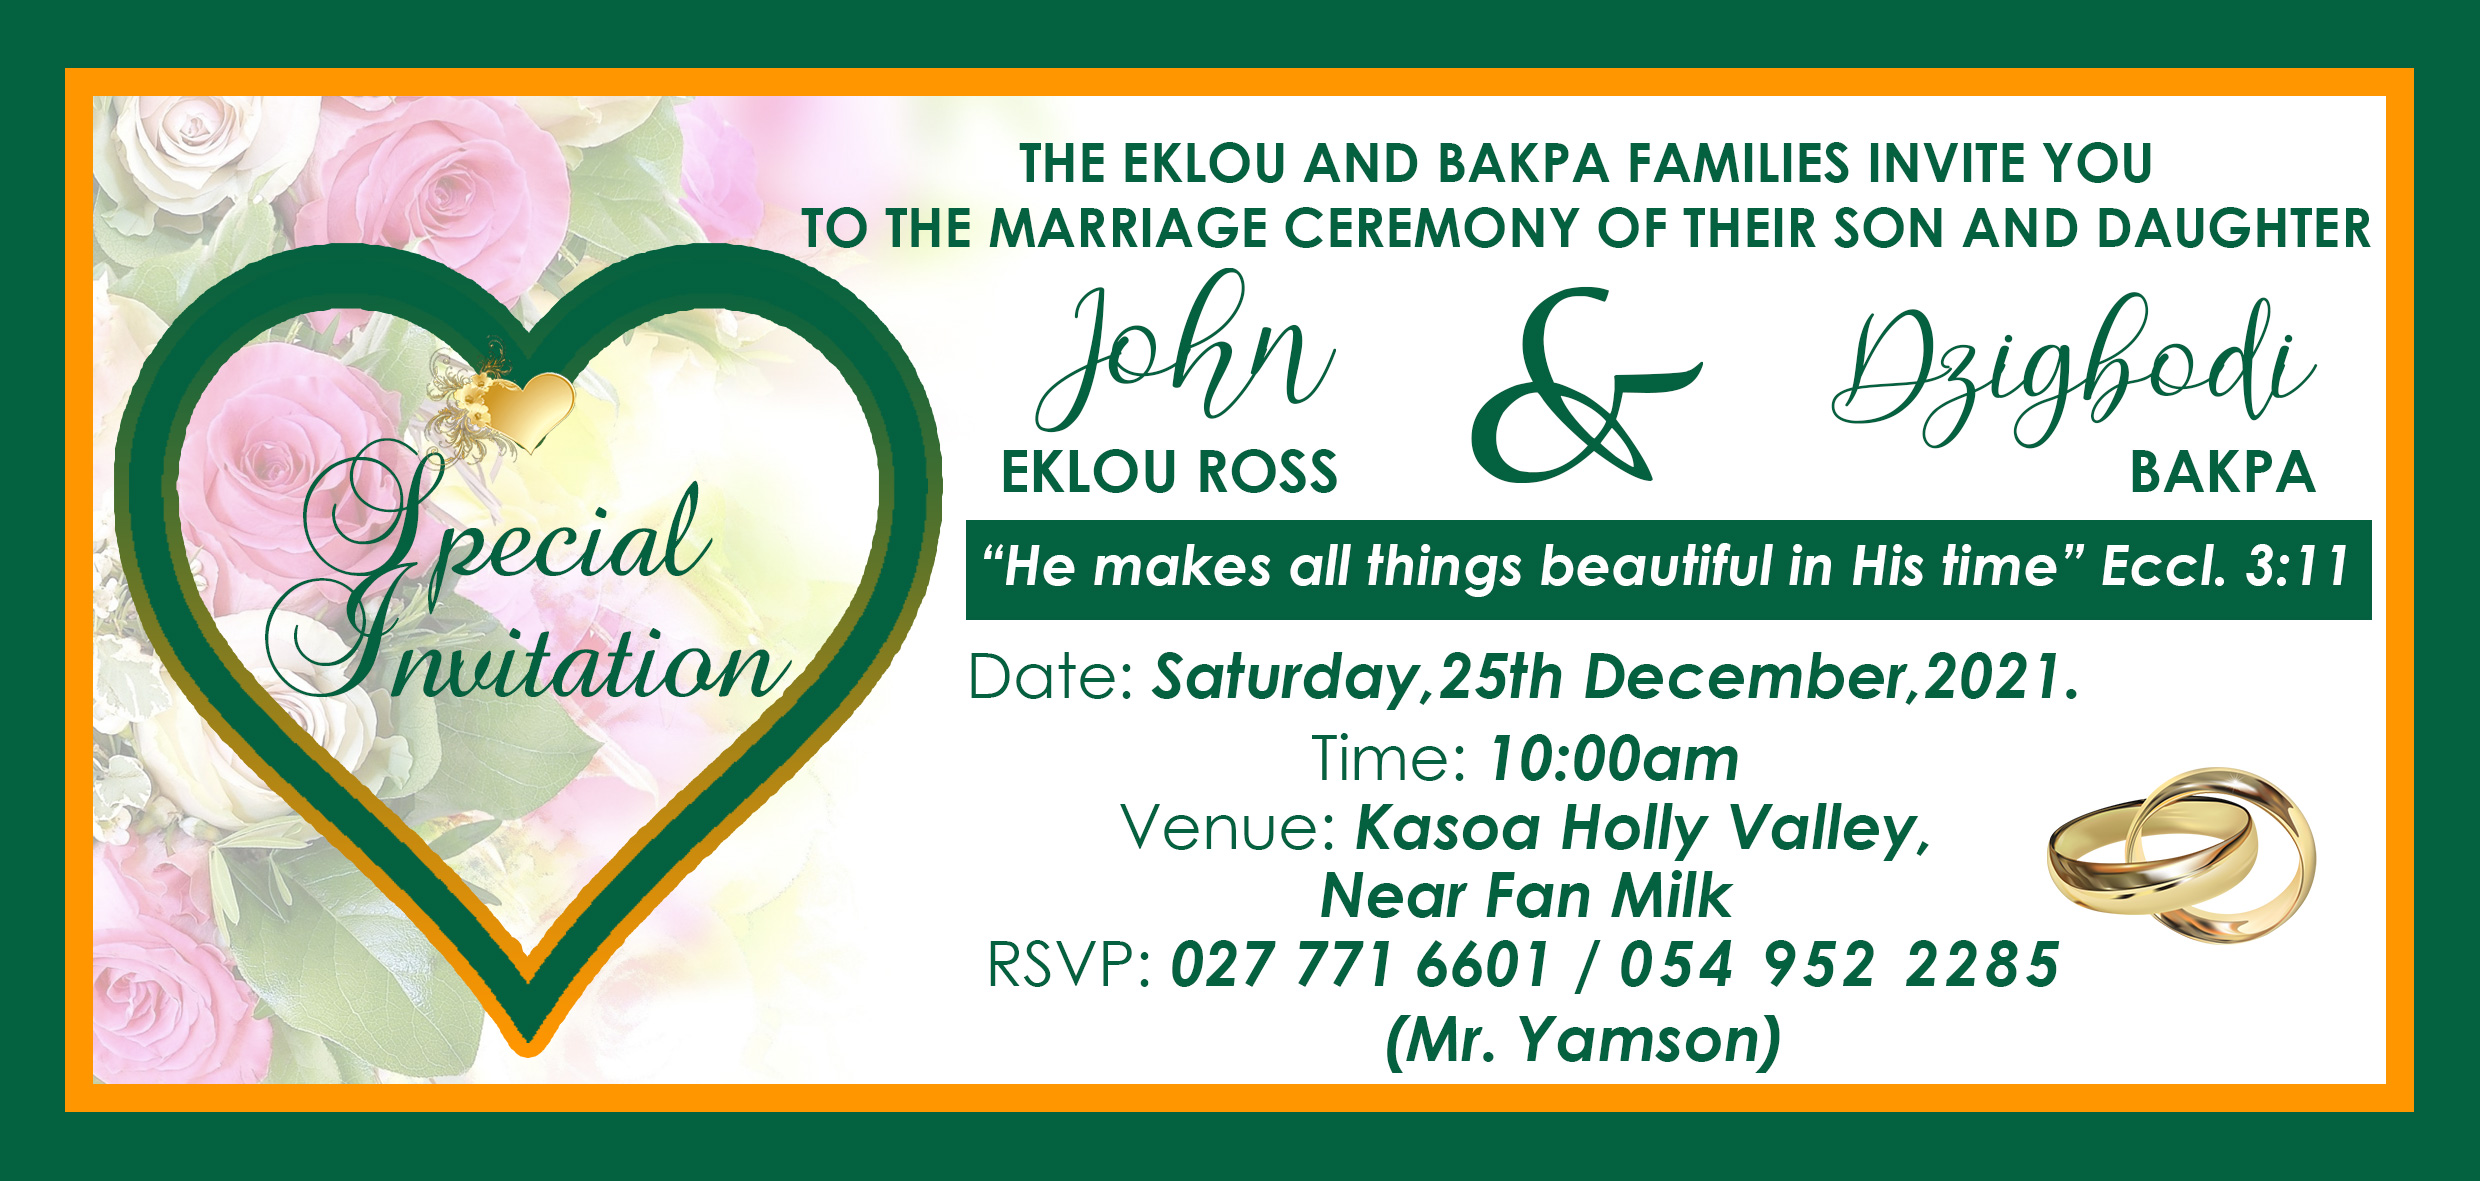 Special
Invitation
THE EKLOU AND BAKPA FAMILIES INVITE YOU
TO THE MARRIAGE CEREMONY OF THEIR SON AND DAUGHTER
John & Dzigbodi
EKLOU ROSS BAKPA
“He makes all things beautiful in His time” Eccl. 3:11
Date: Saturday,25th December,2021.
Time: 10:00am
Venue: Kasoa Holly Valley,
Near Fan Milk
RSVP: 027 771 6601 / 054 952 2285
(Mr. Yamson)